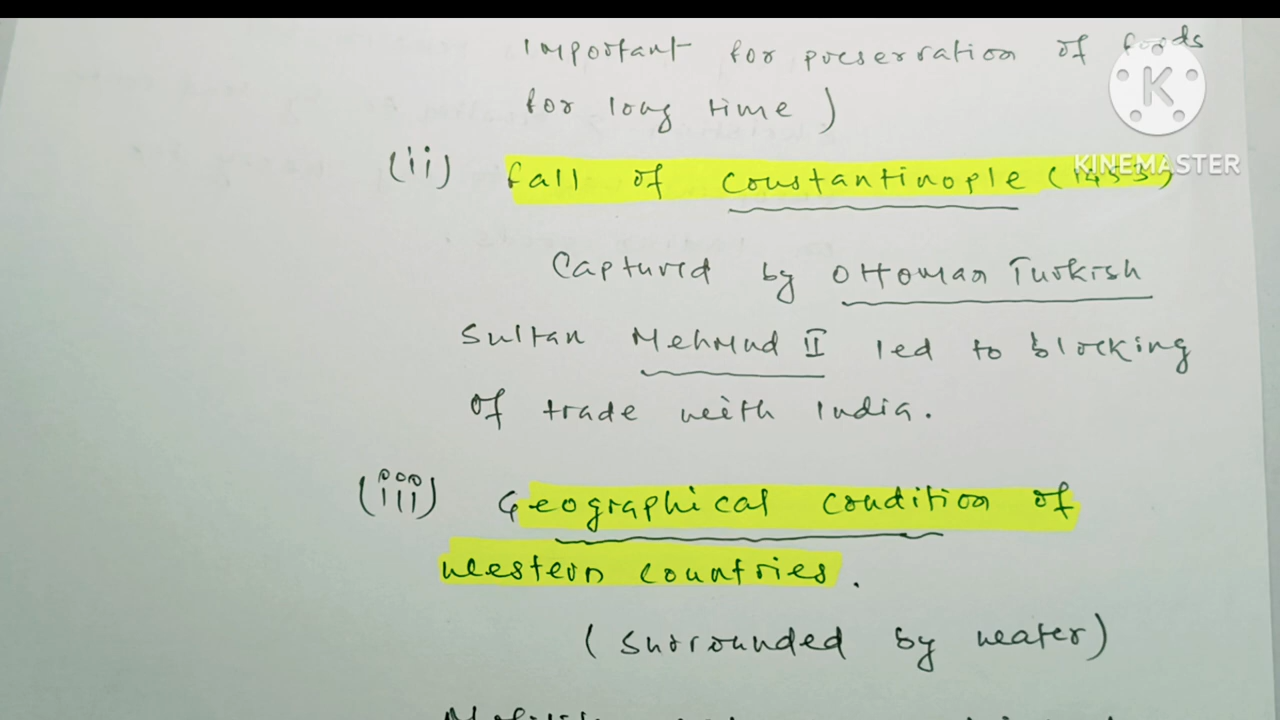 Important for preservation of foods
for long time)
K
KINEMASTER
(ii) Fall of Constantinople (1453)
Captured by Ottoman Turkish
Sultan Mehmud II led to blocking
of trade with India.
(iii) Geographical condition of
western countries.
(surrounded by water)